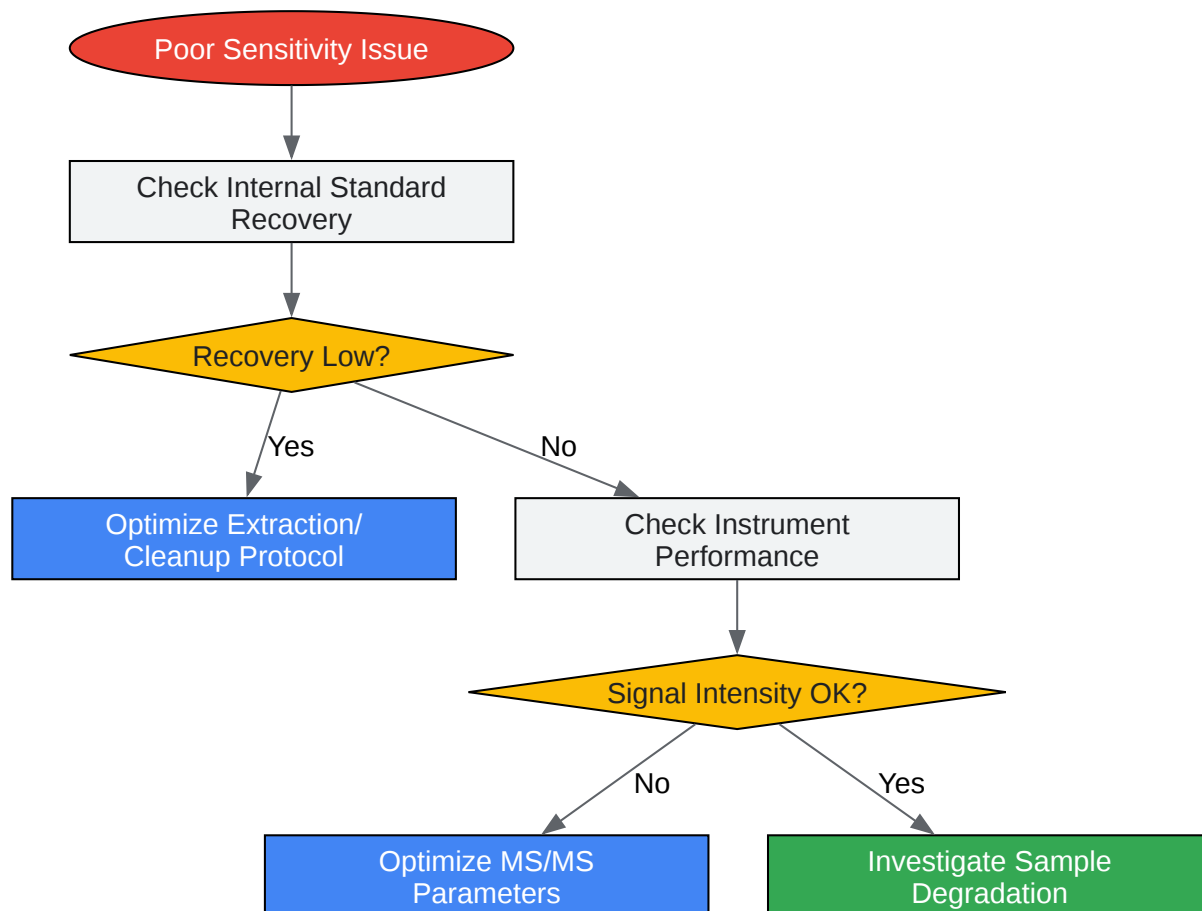 Poor Sensitivity Issue
Check Internal Standard
Recovery
Recovery Low?
Yes
No
Optimize Extraction/
Cleanup Protocol
Check Instrument
Performance
Signal Intensity OK?
No
Yes
Optimize MS/MS
Parameters
Investigate Sample
Degradation